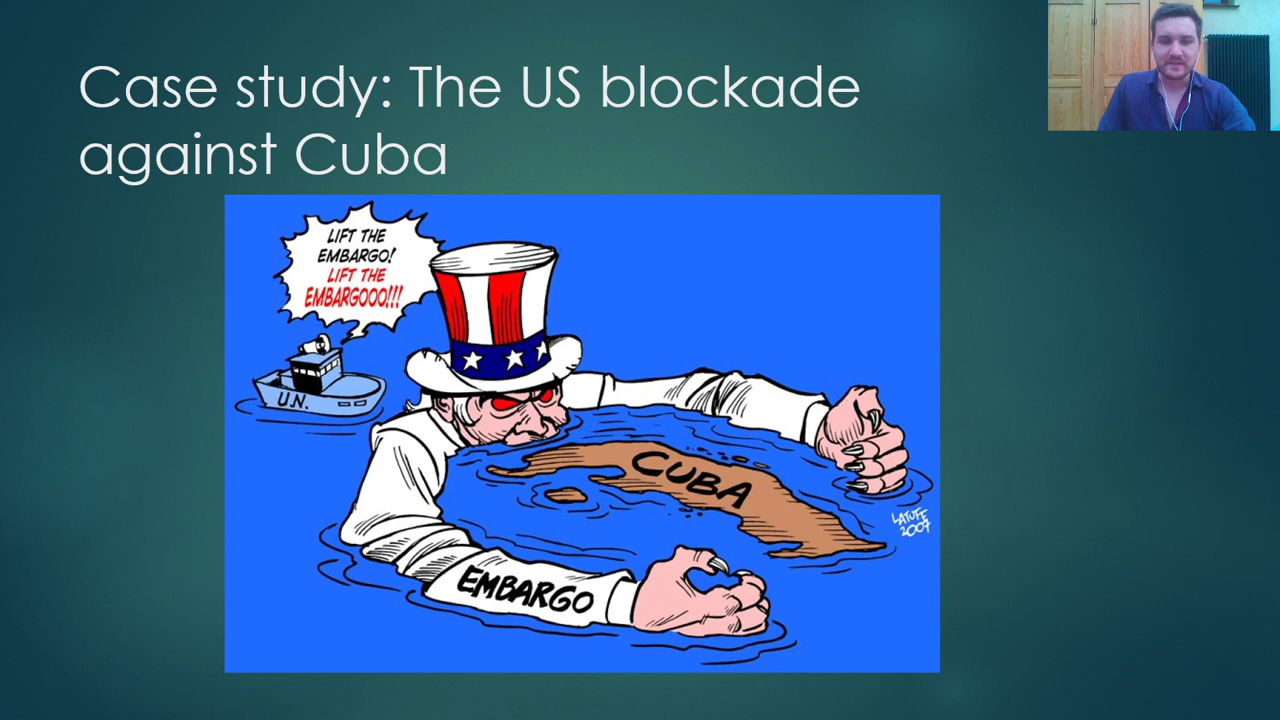 Case study: The US blockade
against Cuba
LIFT THE
EMBARGO!
LIFT THE
EMBARGOOO!!!
U.N.
CUBA
EMBARGO
LATUFF
2007